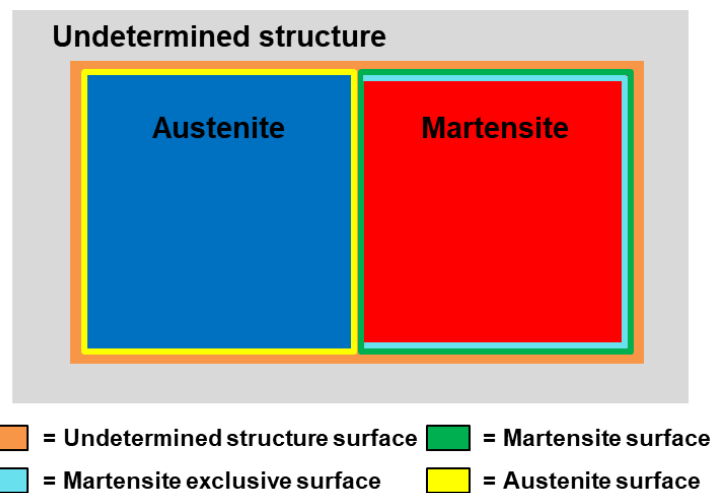 Undetermined structure
Austenite Martensite
= Undetermined structure surface = Martensite surface
= Martensite exclusive surface = Austenite surface